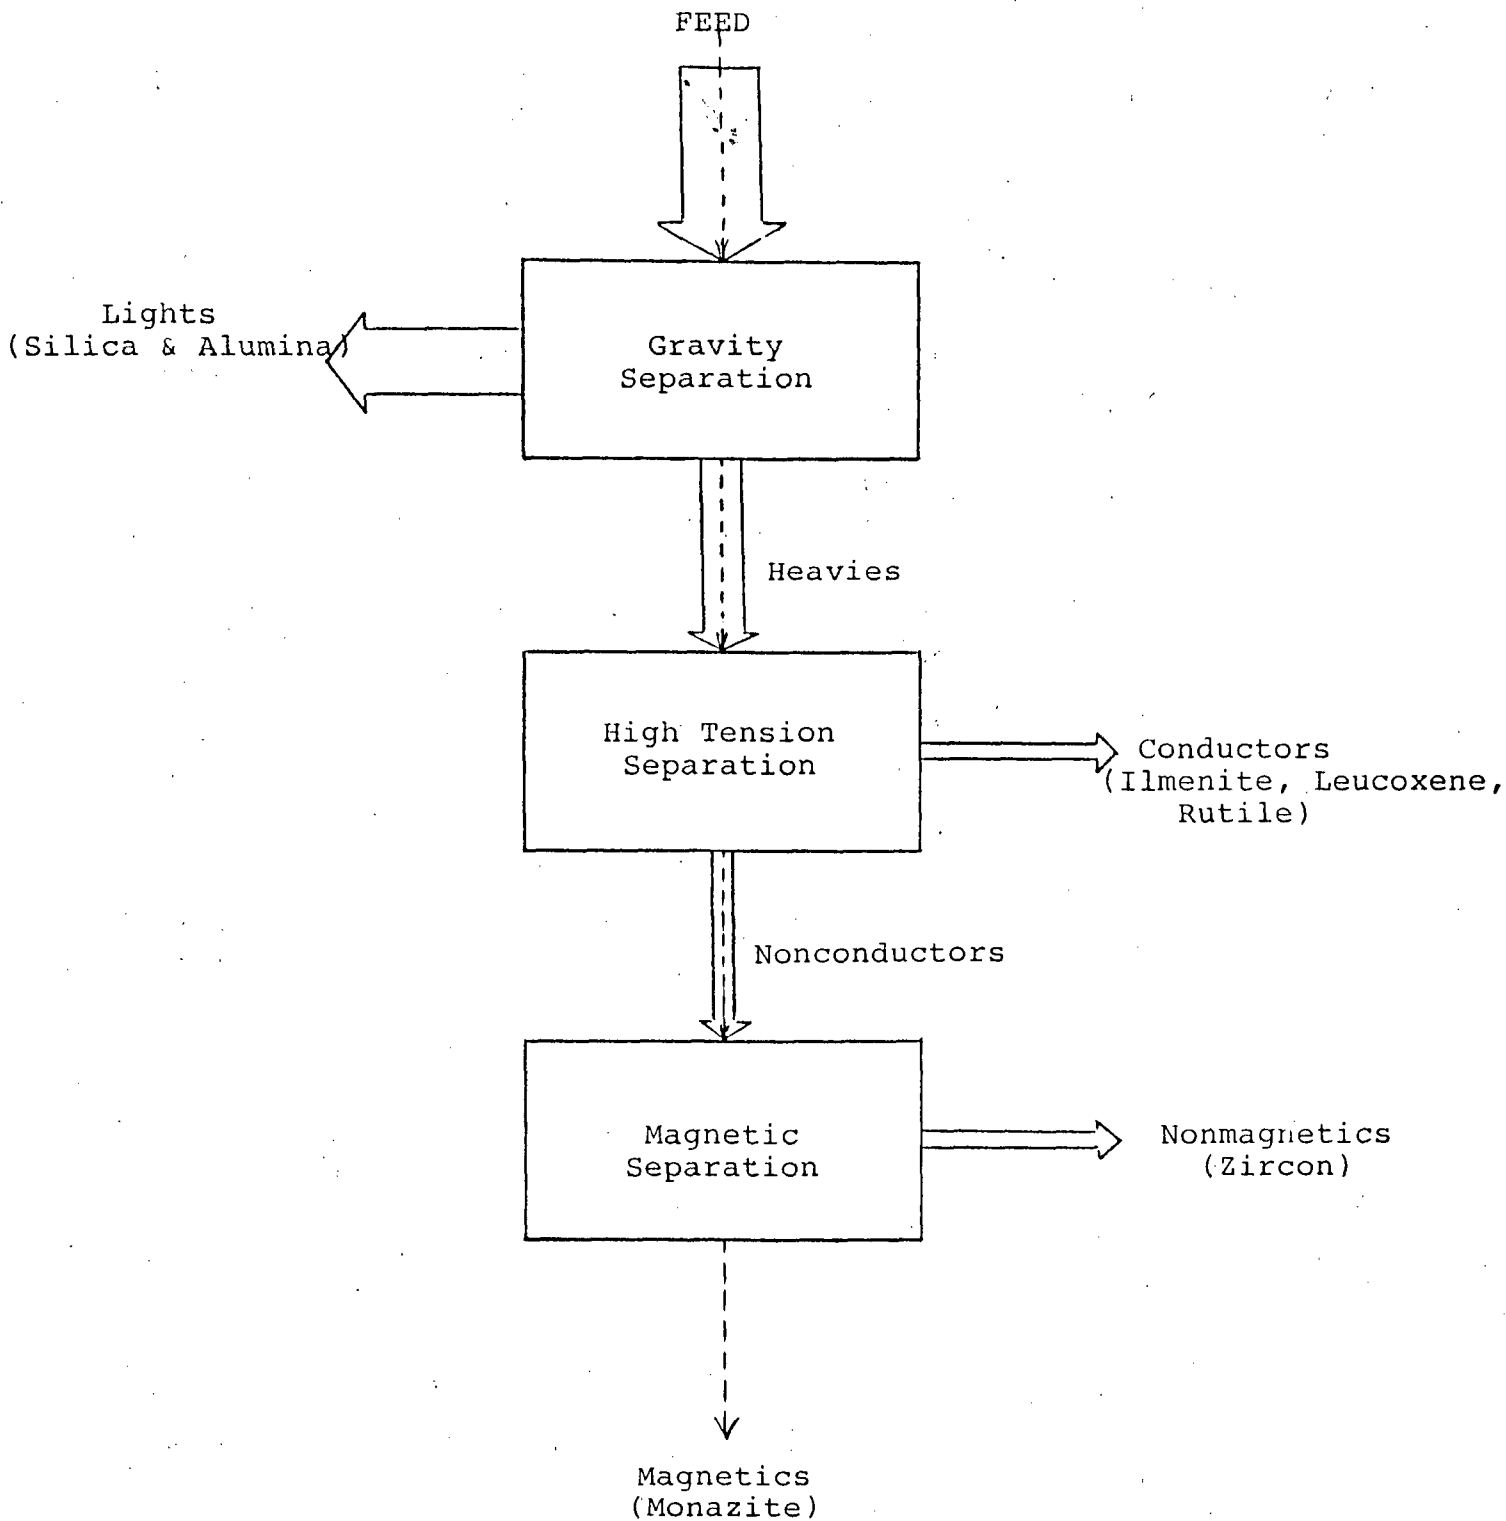 FEED
Lights
(Silica & Alumina)
Gravity
Separation
Heavies
High Tension
Separation
Conductors
(Ilmenite, Leucoxene,
Rutile)
Nonconductors
Magnetic
Separation
Nonmagnetics
(Zircon)
Magnetics
(Monazite)